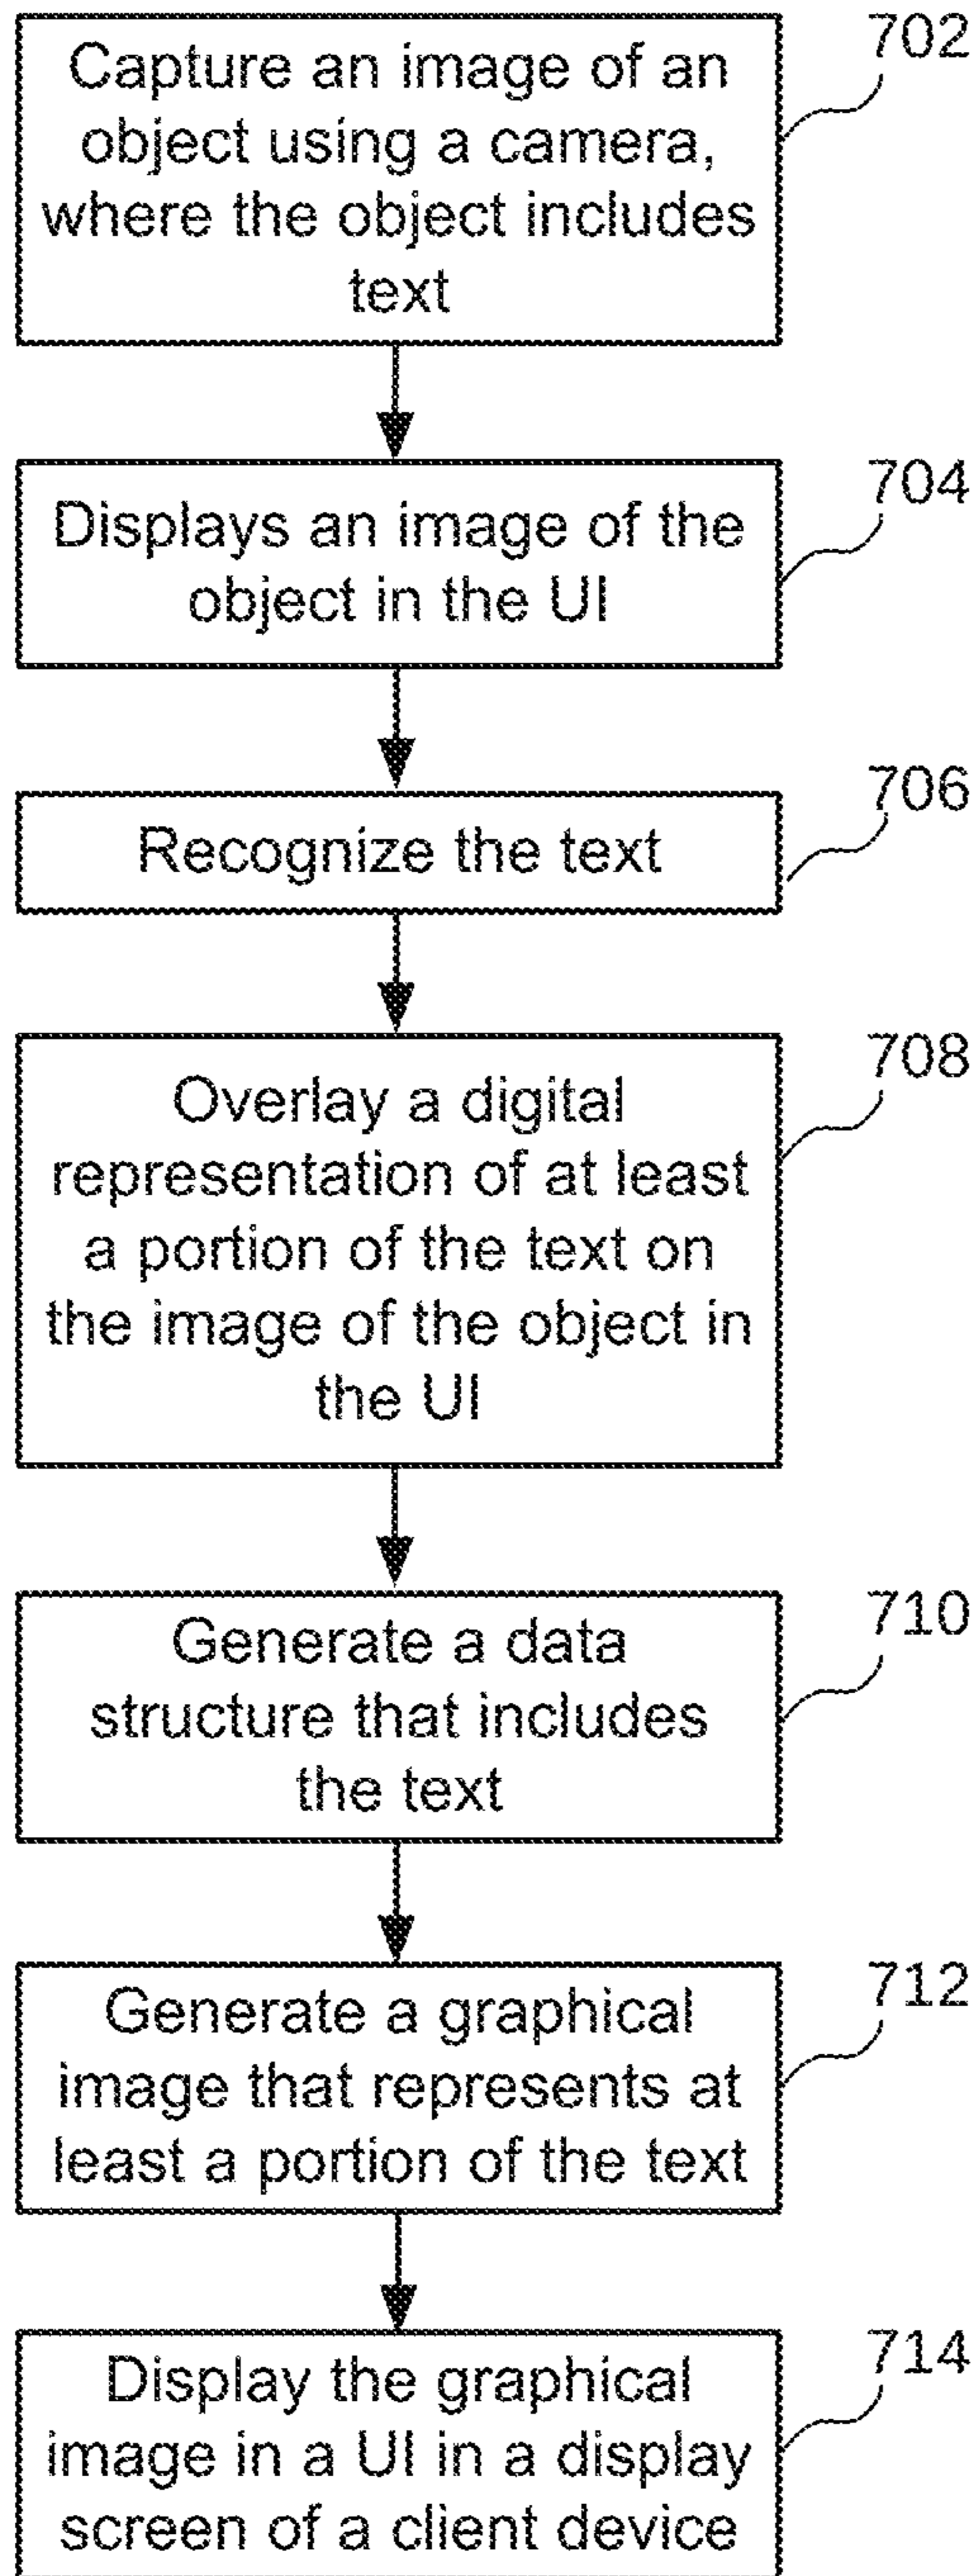 702
Capture an image of an
object using a camera,
where the object includes
text
704
Displays an image of the
object in the UI
706
Recognize the text
708
Overlay a digital
representation of at least
a portion of the text on
the image of the object in
the UI
710
Generate a data
structure that includes
the text
712
Generate a graphical
image that represents at
least a portion of the text
714
Display the graphical
image in a UI in a display
screen of a client device